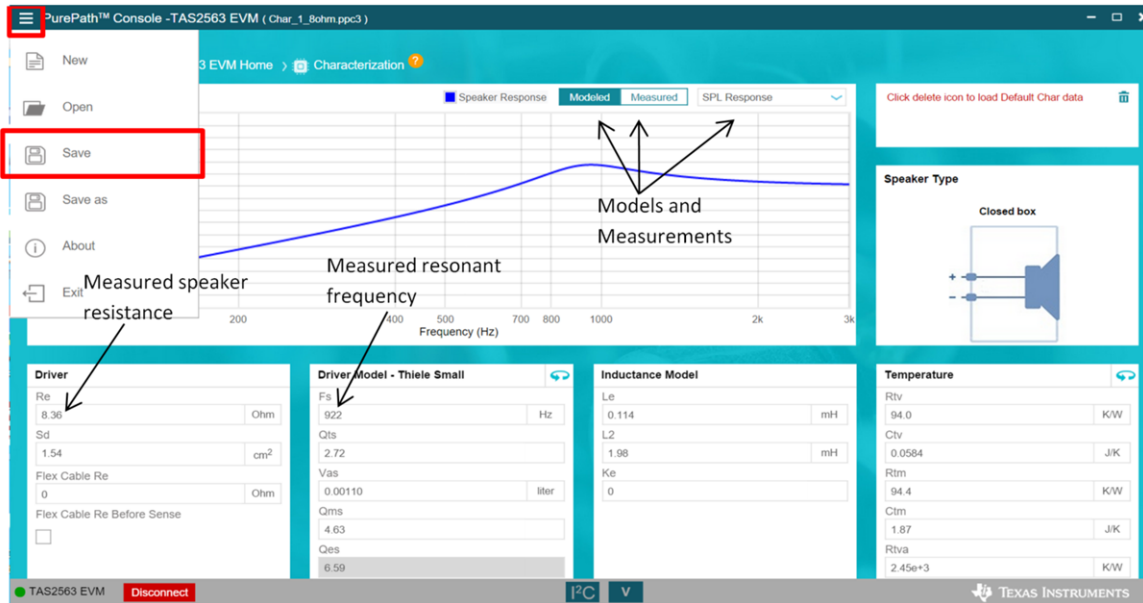 PurePath™ Console -TAS2563 EVM ( Char_1_8ohm.ppc3 )
New
Open
Save
Save as
About
Exit
3 EVM Home > Characterization ?
Speaker Response Modeled Measured SPL Response
Models and
Measurements
Measured speaker
resistance
Measured resonant
frequency
200 400 500 700 800 1000 2k 3k
Frequency (Hz)
Click delete icon to load Default Char data
Speaker Type
Closed box
+
-
Driver
Re
8.36 Ohm
Sd
1.54 cm²
Flex Cable Re
0 Ohm
Flex Cable Re Before Sense
Driver Model - Thiele Small
Fs
922 Hz
Qts
2.72
Vas
0.00110 liter
Qms
4.63
Qes
6.59
Inductance Model
Le
0.114 mH
L2
1.98 mH
Ke
0
Temperature
Rtv
94.0 K/W
Ctv
0.0584 J/K
Rtm
94.4 K/W
Ctm
1.87 J/K
Rtva
2.45e+3 K/W
TAS2563 EVM Disconnect I²C V TEXAS INSTRUMENTS